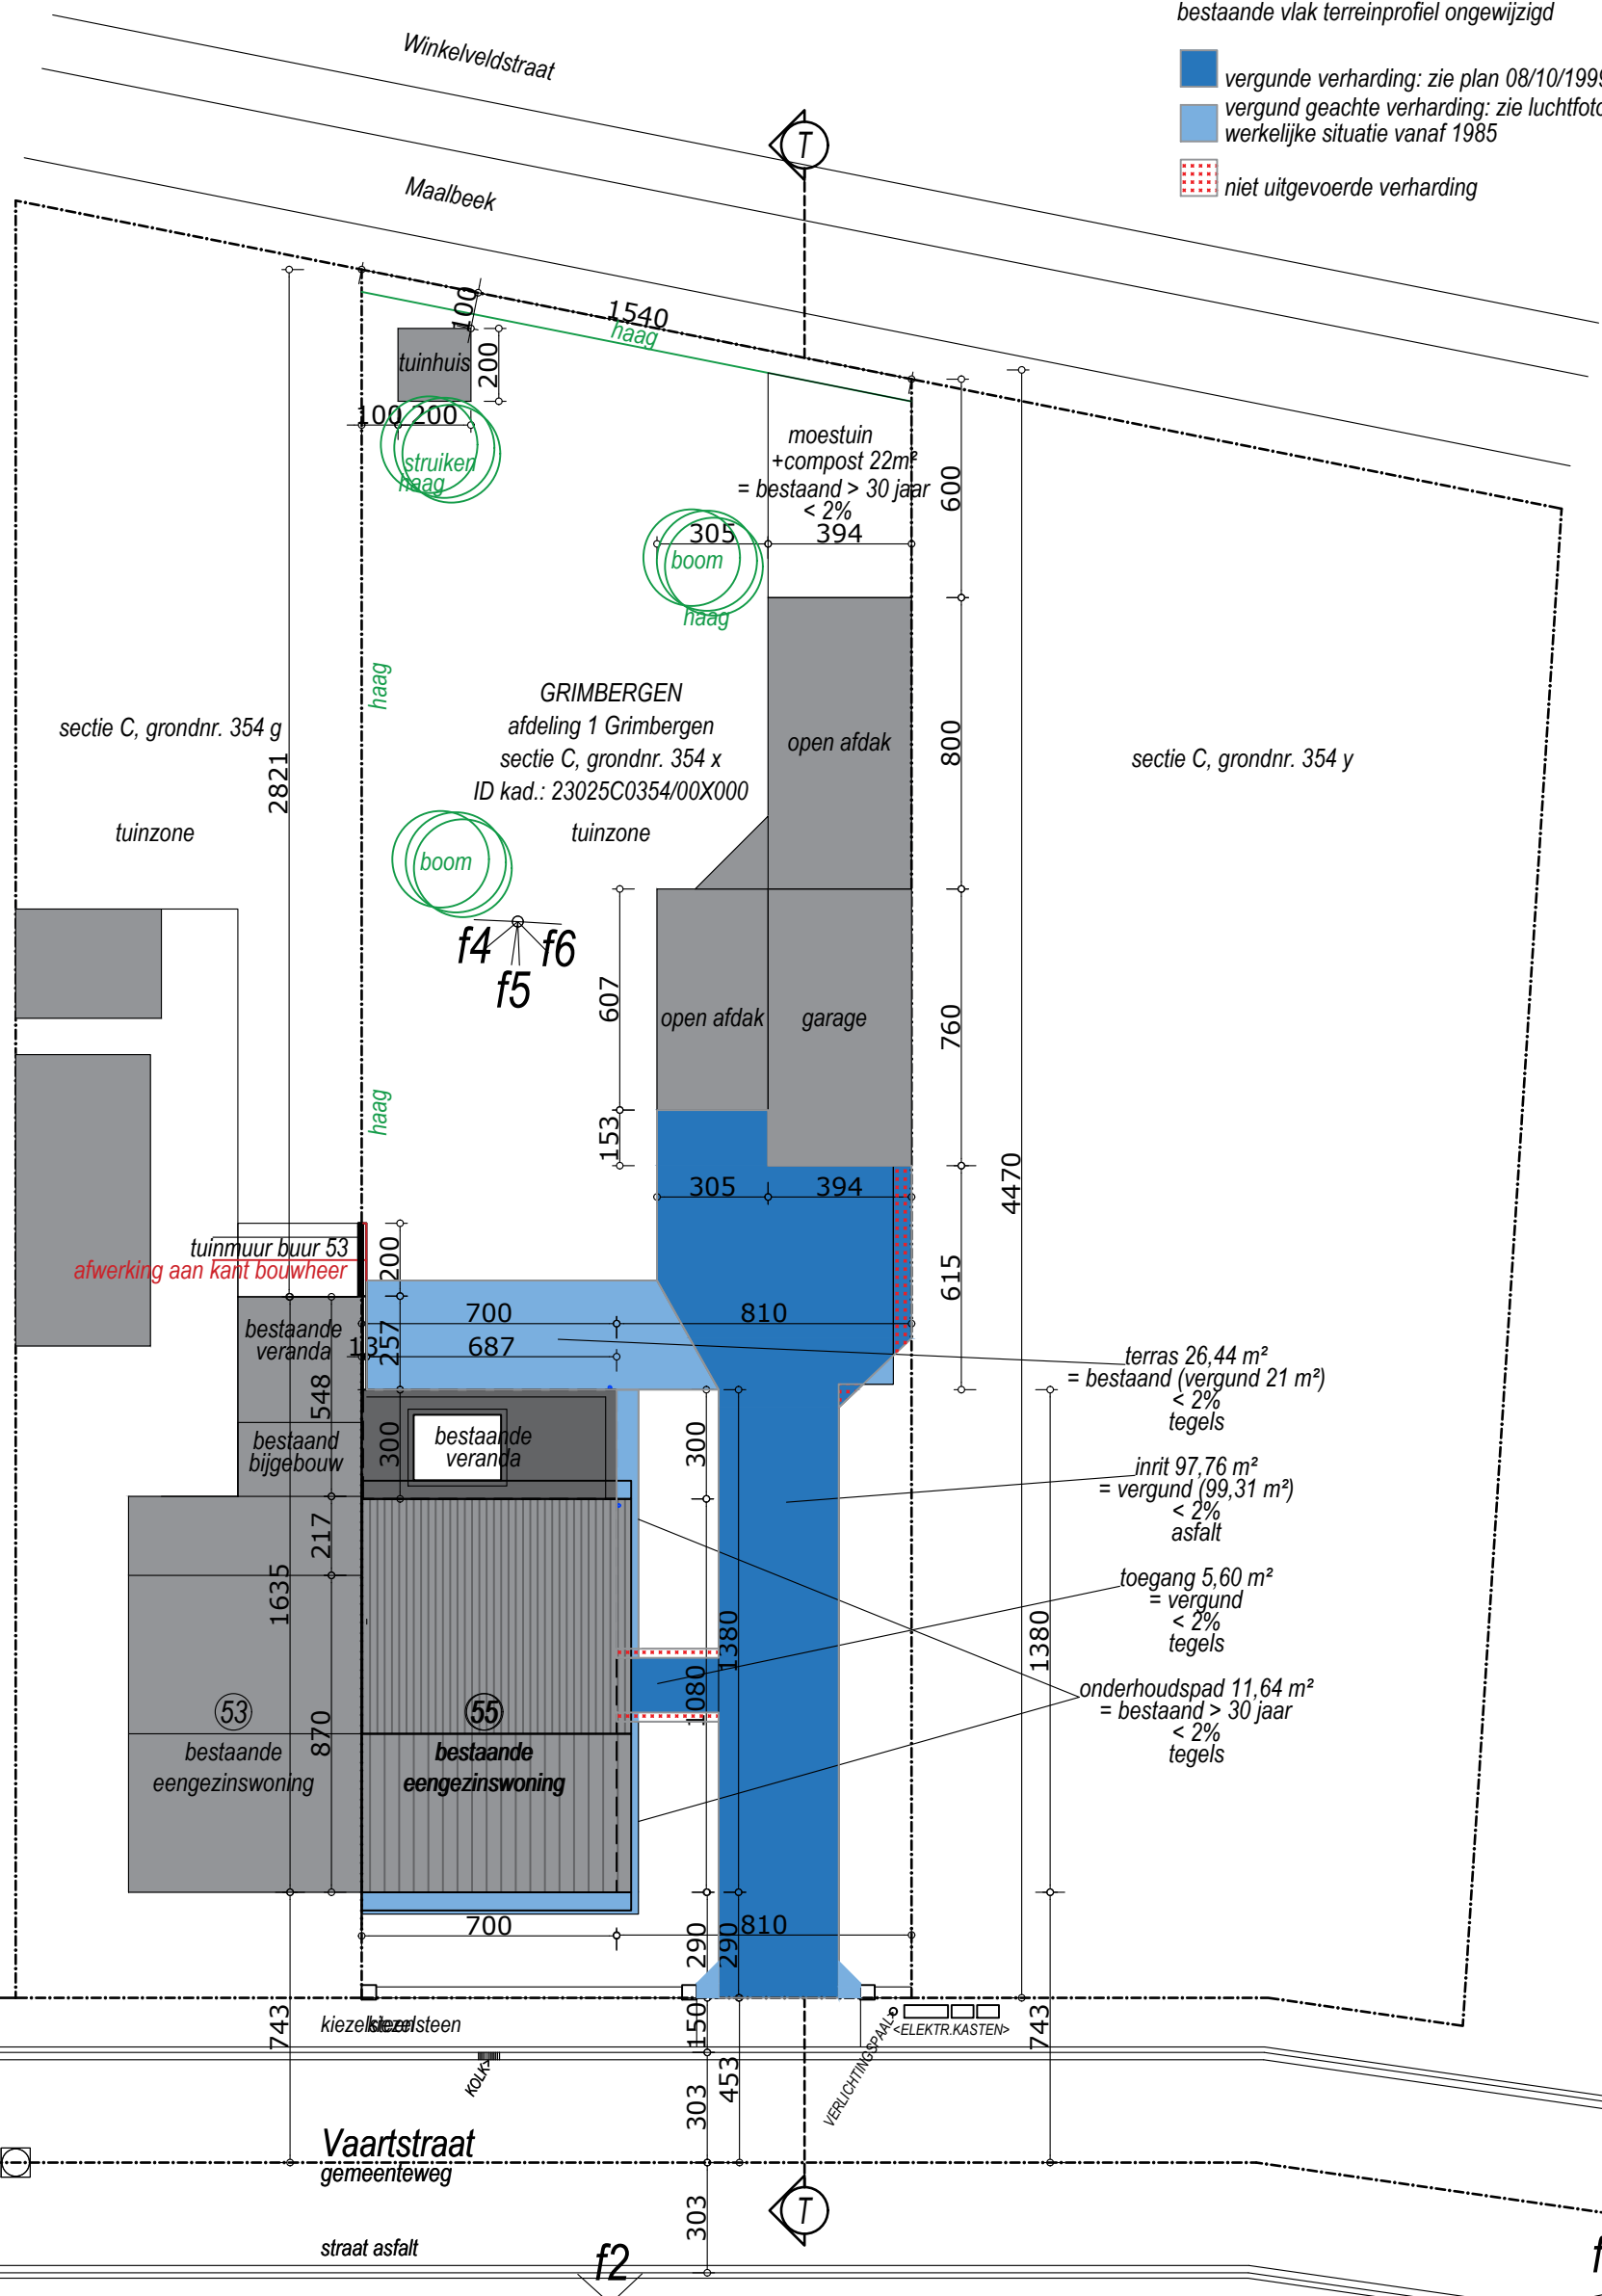 bestaande vlak terreinprofiel ongewijzigd
vergunde verharding: zie plan 08/10/1999
vergund geachte verharding: zie luchtfoto
werkelijke situatie vanaf 1985
niet uitgevoerde verharding
Winkelveldstraat
Maalbeek
T
100
1540
haag
tuinhuis
200
100 200
struiken
haag
moestuin
+compost 22m²
= bestaand > 30 jaar
< 2%
600
305
394
boom
haag
haag
GRIMBERGEN
afdeling 1 Grimbergen
sectie C, grondnr. 354 x
ID kad.: 23025C0354/00X000
tuinzone
sectie C, grondnr. 354 g
2821
tuinzone
open afdak
800
sectie C, grondnr. 354 y
boom
f4
f5
f6
607
open afdak
garage
760
haag
153
305
394
4470
tuinmuur buur 53
afwerking aan kant bouwheer
200
615
700
810
bestaande
veranda
13
257
687
terras 26,44 m²
= bestaand (vergund 21 m²)
< 2%
tegels
548
bestaand
bijgebouw
300
bestaande
veranda
300
inrit 97,76 m²
= vergund (99,31 m²)
< 2%
asfalt
217
1635
toegang 5,60 m²
= vergund
< 2%
tegels
1380
1380
1080
onderhoudspad 11,64 m²
= bestaand > 30 jaar
< 2%
tegels
53
bestaande
eengezinswoning
870
55
bestaande
eengezinswoning
700
290
290
810
743
kiezelsteen
kiezelsteen
150
<ELEKTR.KASTEN>
743
KOLK>
453
VERLICHTINGSPAAL>
303
Vaartstraat
gemeenteweg
T
303
straat asfalt
f2
f